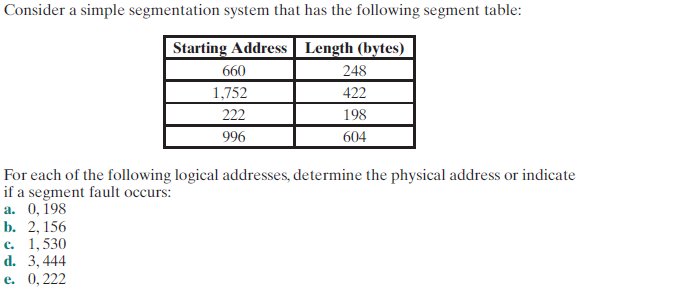 Consider a simple segmentation system that has the following segment table:
Starting Address Length (bytes)
660 248
1,752 422
222 198
996 604
For each of the following logical addresses, determine the physical address or indicate
if a segment fault occurs:
a. 0, 198
b. 2, 156
c. 1, 530
d. 3, 444
e. 0, 222